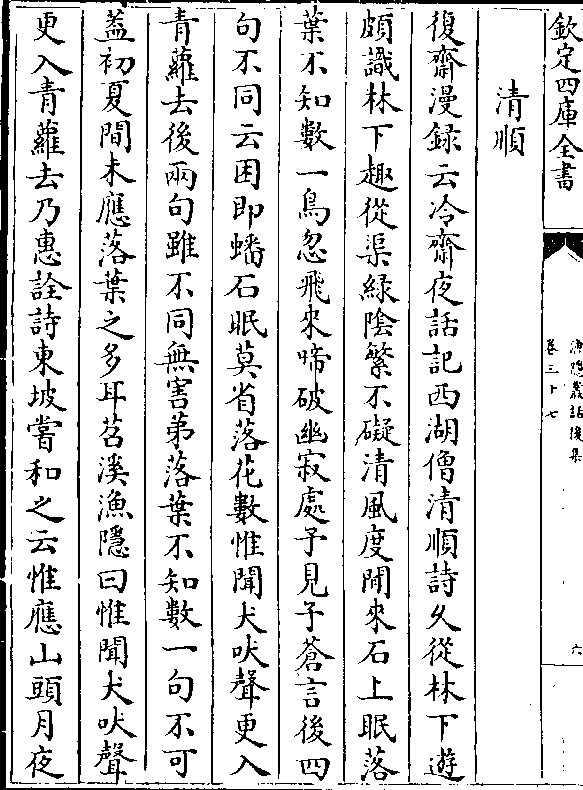 欽定四庫全書
漁隱叢話後集
卷三十七
六
清順
復齋漫録云冷齋夜話記西湖僧清順詩乆從林下遊
頗識林下趣從渠緑陰繁不礙清風度閒來石上眠落
葉不知數一鳥忽飛來啼破幽寂處予見子蒼言後四
句不同云困即蟠石眠莫省落花數惟聞犬吠聲更入
青蘿去後兩句雖不同無害弟落葉不知數一句不可
葢初夏間未應落葉之多耳苕溪漁隱曰惟聞犬吠聲
更入青蘿去乃惠詮詩東坡嘗和之云惟應山頭月夜